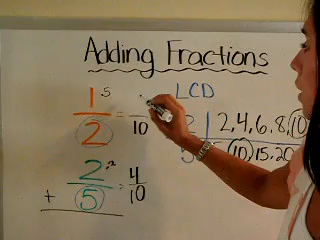 Adding Fractions
1 .5 = 
2 10
2 .2 = 4
+ 5 10
LCD
2, 4, 6, 8, 10
5 10, 15, 20